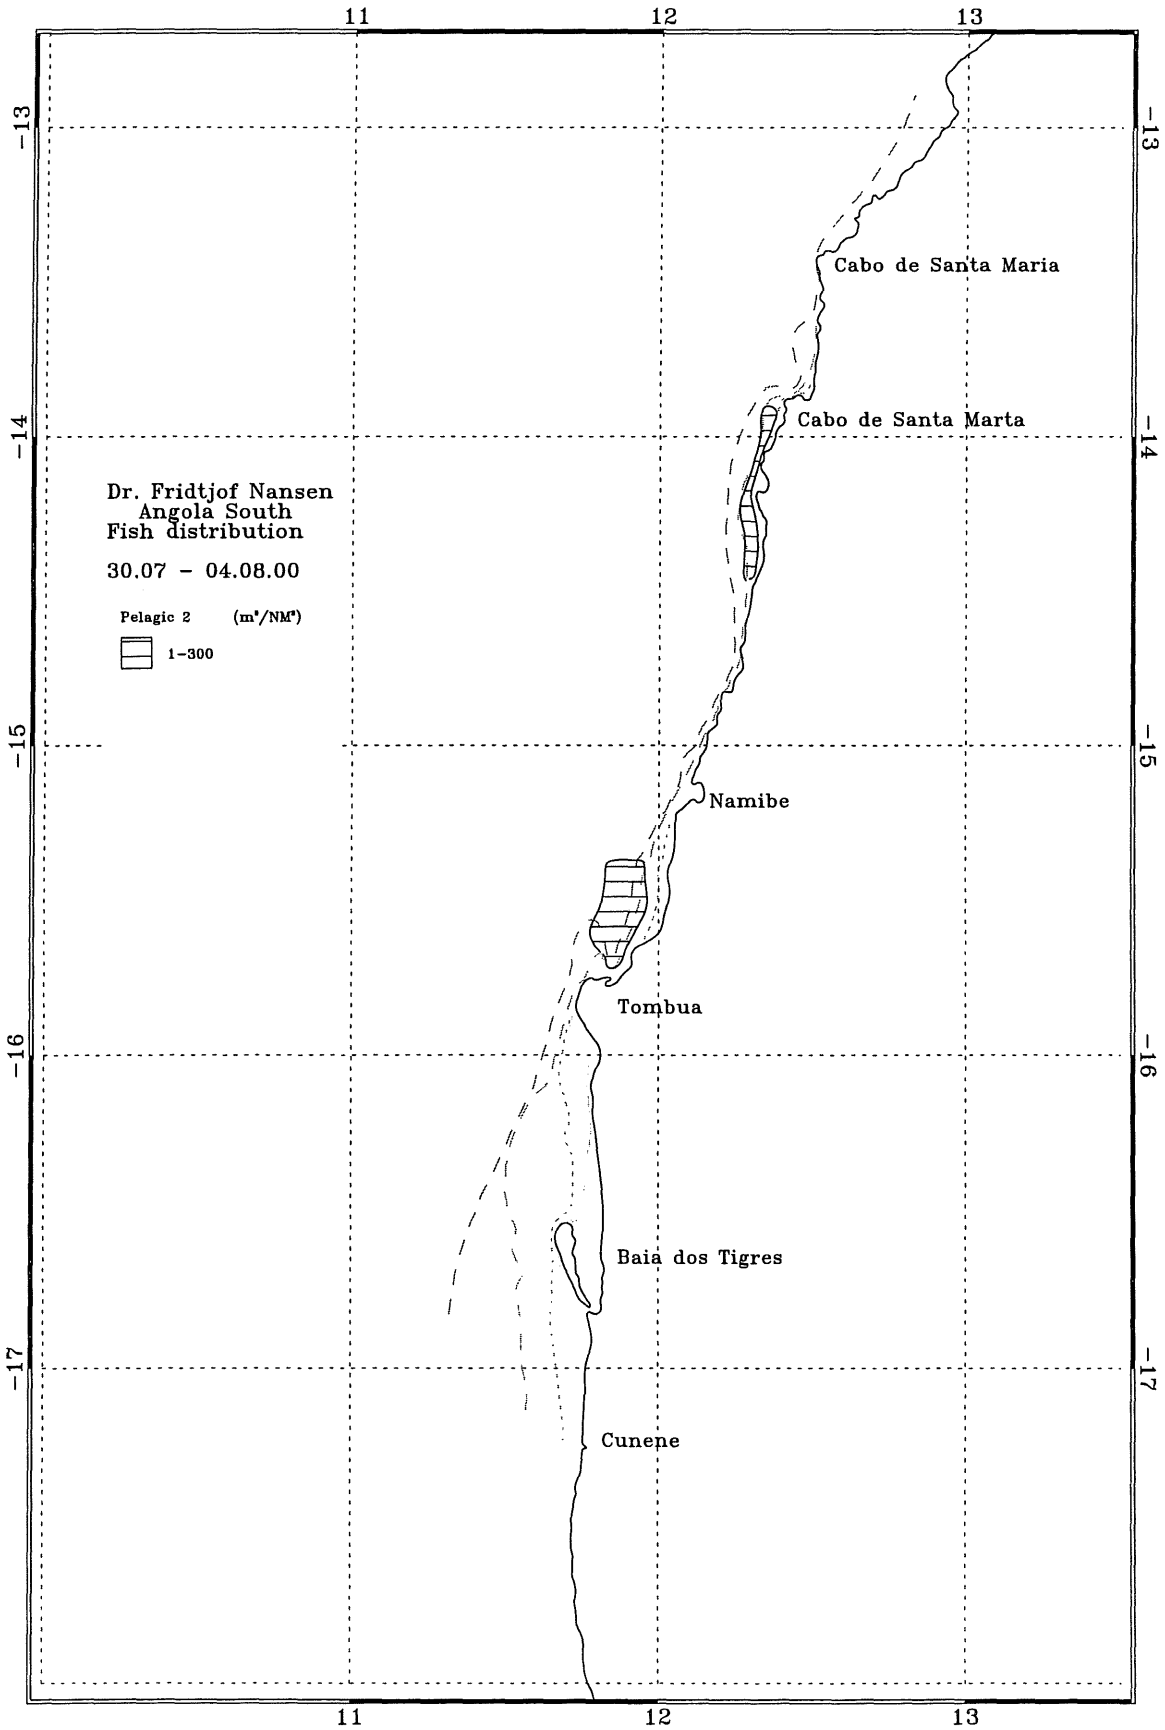 11 12 13
-13 -13
Cabo de Santa Maria
Cabo de Santa Marta
-14 -14
Dr. Fridtjof Nansen
Angola South
Fish distribution
30.07 - 04.08.00
Pelagic 2 (m²/NM²)
1-300
-15 -15
Namibe
Tombua
-16 -16
Baia dos Tigres
-17 -17
Cunene
11 12 13